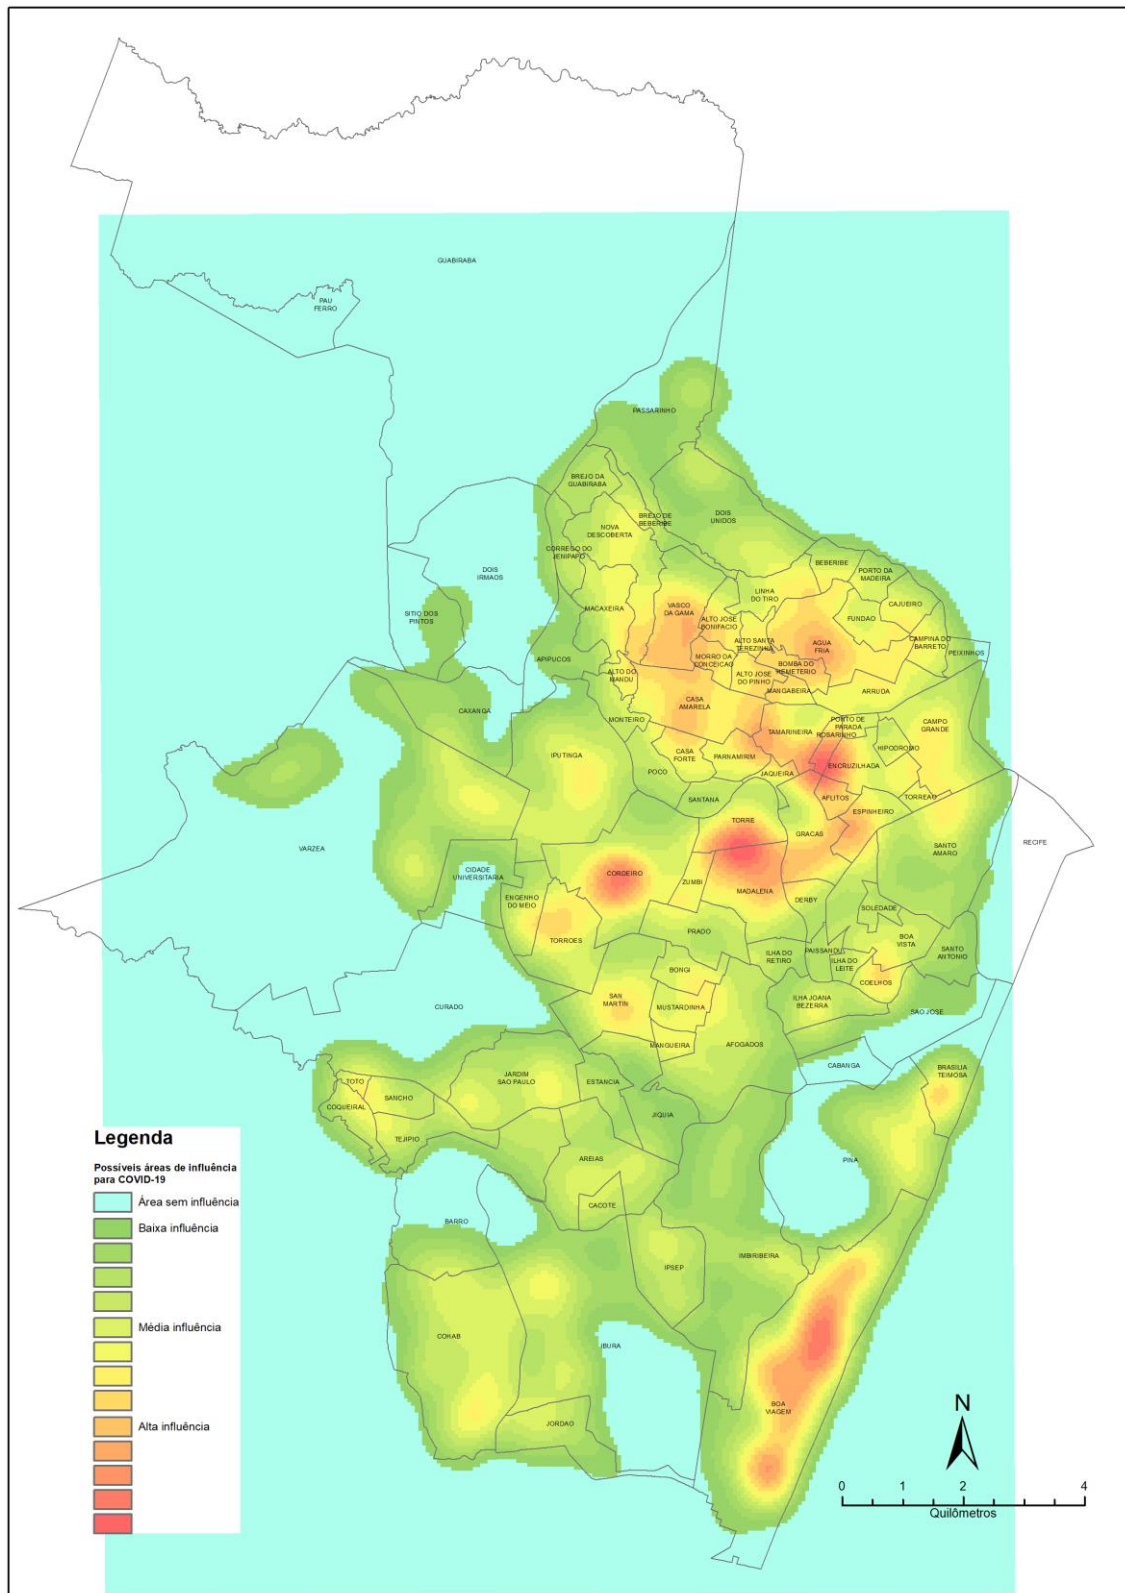 GUABIRABA
PAU
FERRO
PASSARINHO
BREJO DA
GUABIRABA
BREJO DE
BEBERIBE
DOIS
UNIDOS
NOVA
DESCOBERTA
CORREGO DO
JENIPAPO
DOIS
IRMAOS
BEBERIBE
PORTO DA
MADEIRA
LINHA
DO TIRO
MACAXEIRA
VASCO
DA GAMA
CAJUEIRO
SITIO DOS
PINTOS
ALTO JOSE
BONIFACIO
FUNDAO
ALTO SANTA
TEREZINHA
AGUA
FRIA
CAMPINA DO
BARRETO
PEIXINHOS
APIPUCOS
MORRO DA
CONCEICAO
BOMBA DO
HEMETERIO
ALTO DO
MANDU
ALTO JOSE
DO PINHO
MANGABEIRA
ARRUDA
CAXANGA
CASA
AMARELA
MONTEIRO
PONTO DE
PARADA
CAMPO
GRANDE
TAMARINEIRA
ROSARINHO
HIPODROMO
IPUTINGA
CASA
FORTE
PARNAMIRIM
ENCRUZILHADA
POCO
JAQUEIRA
SANTANA
AFLITOS
TORREAO
ESPINHEIRO
TORRE
GRACAS
SANTO
AMARO
RECIFE
VARZEA
CIDADE
UNIVERSITARIA
CORDEIRO
ZUMBI
MADALENA
ENGENHO
DO MEIO
DERBY
SOLEDADE
TORROES
PRADO
BOA
VISTA
ILHA DO
RETIRO
PAISSANDU
ILHA DO
LEITE
SANTO
ANTONIO
BONGI
COELHOS
CURADO
SAN
MARTIN
MUSTARDINHA
ILHA JOANA
BEZERRA
SAO JOSE
MANGUEIRA
AFOGADOS
CABANGA
BRASILIA
TEIMOSA
JARDIM
SAO PAULO
ESTANCIA
TOTO
SANCHO
COQUEIRAL
JIQUIA
TEJIPIO
AREIAS
PINA
CACOTE
BARRO
IMBIRIBEIRA
IPSEP
COHAB
IBURA
BOA
VIAGEM
JORDAO
Legenda
Possíveis áreas de influência
para COVID-19
Área sem influência
Baixa influência
Média influência
Alta influência
N
0 1 2 4
Quilômetros